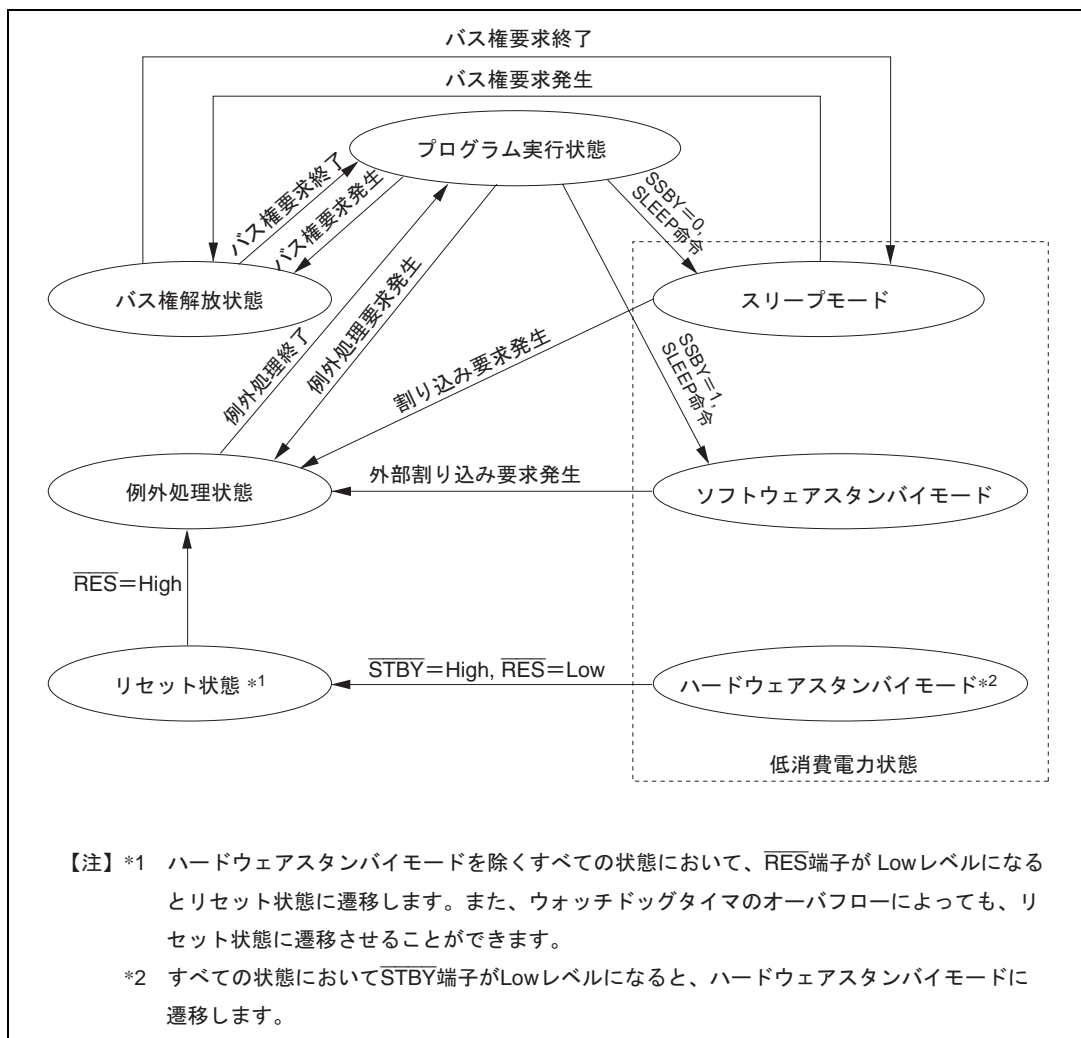 バス権要求終了
バス権要求発生
プログラム実行状態
バス権要求終了
バス権要求発生
SSBY=0,
SLEEP命令
バス権解放状態
スリープモード
例外処理終了
例外処理要求発生
割り込み要求発生
SSBY=1,
SLEEP命令
例外処理状態
外部割り込み要求発生
ソフトウェアスタンバイモード
RES=High
リセット状態 *1
STBY=High, RES=Low
ハードウェアスタンバイモード*2
低消費電力状態
【注】*1 ハードウェアスタンバイモードを除くすべての状態において、RES端子が Lowレベルになる
とリセット状態に遷移します。また、ウォッチドッグタイマのオーバフローによっても、リ
セット状態に遷移させることができます。
*2 すべての状態においてSTBY端子がLowレベルになると、ハードウェアスタンバイモードに
遷移します。